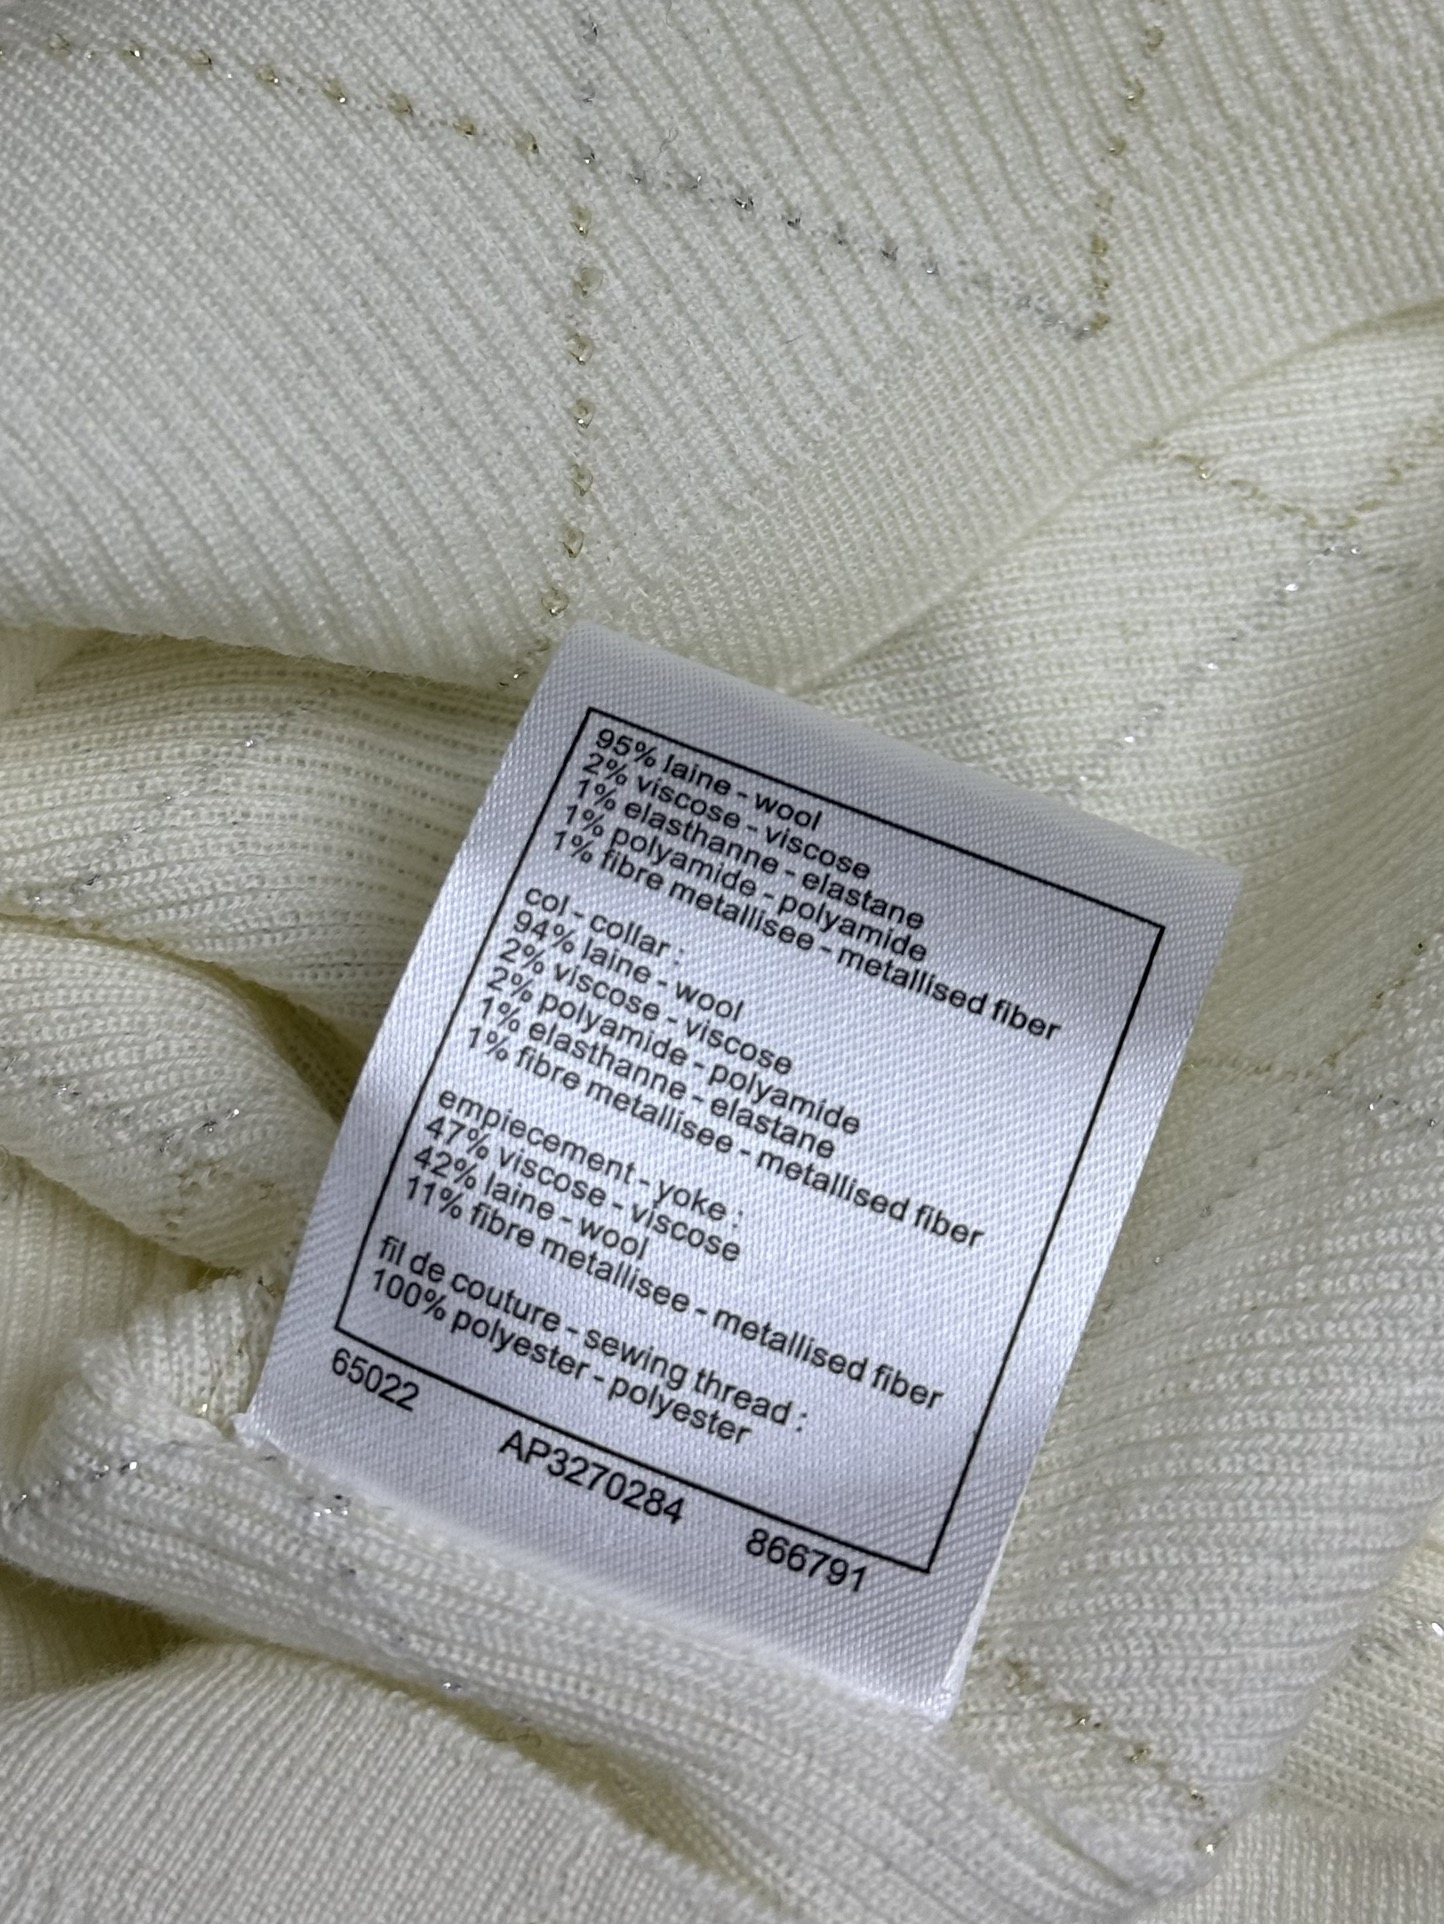 95% laine - wool
2% viscose - viscose
1% elasthanne - elastane
1% polyamide - polyamide
1% fibre metallisee - metallised fiber
col - collar :
94% laine - wool
2% viscose - viscose
2% polyamide - polyamide
1% elasthanne - elastane
1% fibre metallisee - metallised fiber
empiecement - yoke :
47% viscose - viscose
42% laine - wool
11% fibre metallisee - metallised fiber
fil de couture - sewing thread :
100% polyester - polyester
65022 AP3270284 866791